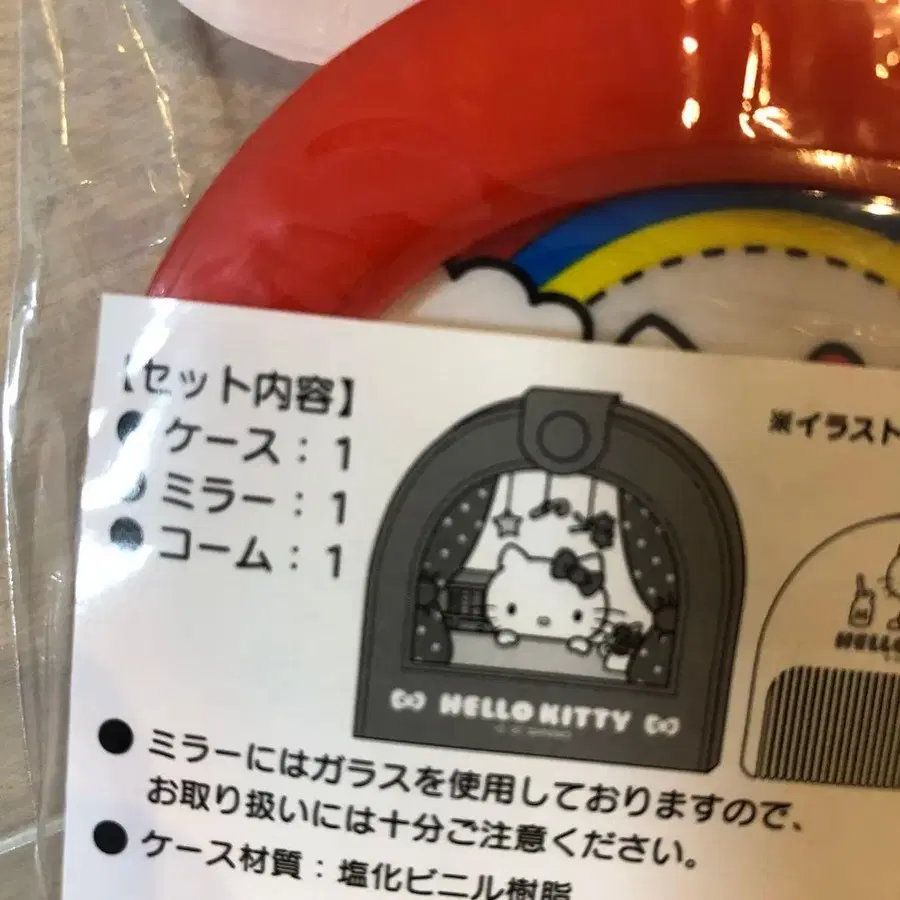 【セット内容】
● ケース：1
● ミラー：1
● コーム：1
※イラスト
HELLO KITTY
HELLO
● ミラーにはガラスを使用しておりますので、
お取り扱いには十分ご注意ください。
● ケース材質：塩化ビニル樹脂